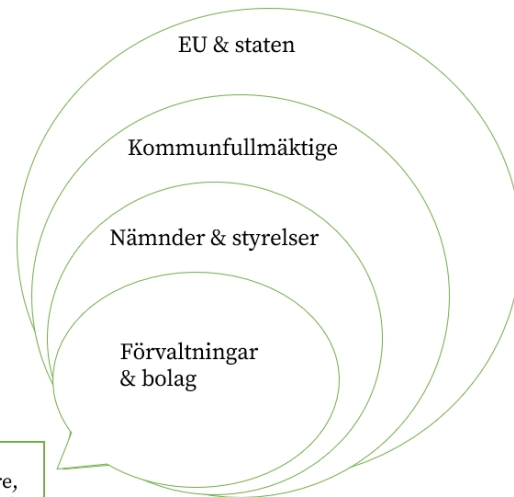 EU & staten
Kommunfullmäktige
Nämnder & styrelser
Förvaltningar
& bolag